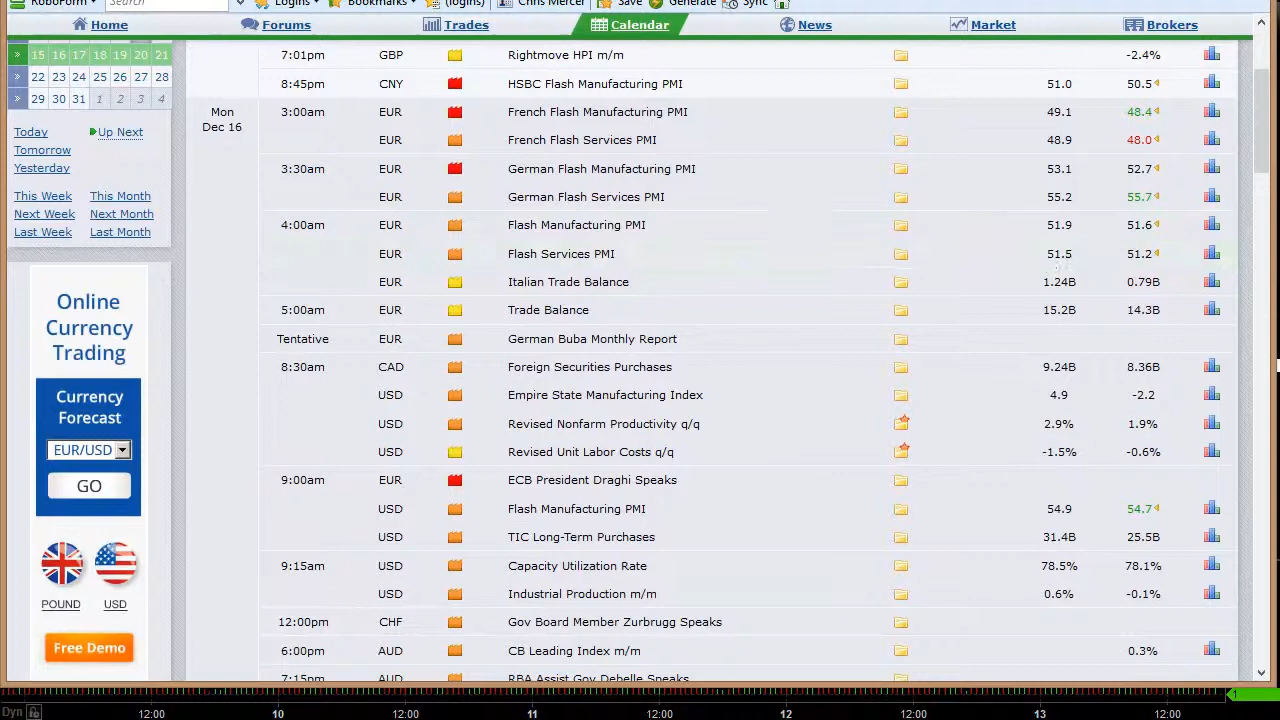 RoboForm Search Logins Bookmarks (logins) Chris Mercer Save Generate Sync
Home Forums Trades Calendar News Market Brokers
» 15 16 17 18 19 20 21
» 22 23 24 25 26 27 28
» 29 30 31 1 2 3 4
Today Up Next
Tomorrow
Yesterday
This Week This Month
Next Week Next Month
Last Week Last Month
Online
Currency
Trading
Currency
Forecast
EUR/USD
GO
POUND USD
Free Demo
7:01pm GBP Rightmove HPI m/m -2.4%
8:45pm CNY HSBC Flash Manufacturing PMI 51.0 50.5
Mon
Dec 16
3:00am EUR French Flash Manufacturing PMI 49.1 48.4
EUR French Flash Services PMI 48.9 48.0
3:30am EUR German Flash Manufacturing PMI 53.1 52.7
EUR German Flash Services PMI 55.2 55.7
4:00am EUR Flash Manufacturing PMI 51.9 51.6
EUR Flash Services PMI 51.5 51.2
EUR Italian Trade Balance 1.24B 0.79B
5:00am EUR Trade Balance 15.2B 14.3B
Tentative EUR German Buba Monthly Report
8:30am CAD Foreign Securities Purchases 9.24B 8.36B
USD Empire State Manufacturing Index 4.9 -2.2
USD Revised Nonfarm Productivity q/q 2.9% 1.9%
USD Revised Unit Labor Costs q/q -1.5% -0.6%
9:00am EUR ECB President Draghi Speaks
USD Flash Manufacturing PMI 54.9 54.7
USD TIC Long-Term Purchases 31.4B 25.5B
9:15am USD Capacity Utilization Rate 78.5% 78.1%
USD Industrial Production m/m 0.6% -0.1%
12:00pm CHF Gov Board Member Zurbrugg Speaks
6:00pm AUD CB Leading Index m/m 0.3%
7:15pm AUD RBA Assist Gov Debelle Speaks
1
Dyn 12:00 10 12:00 11 12:00 12 12:00 13 12:00